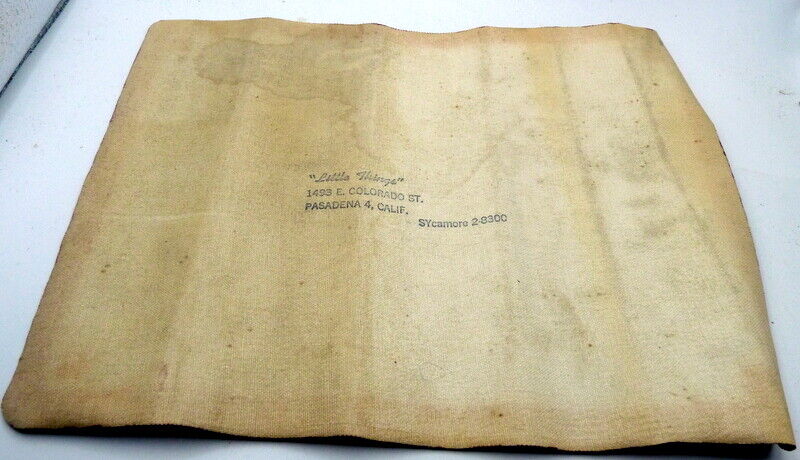 "Little Things"
1493 E. COLORADO ST.
PASADENA 4, CALIF.
SYcamore 2-8300